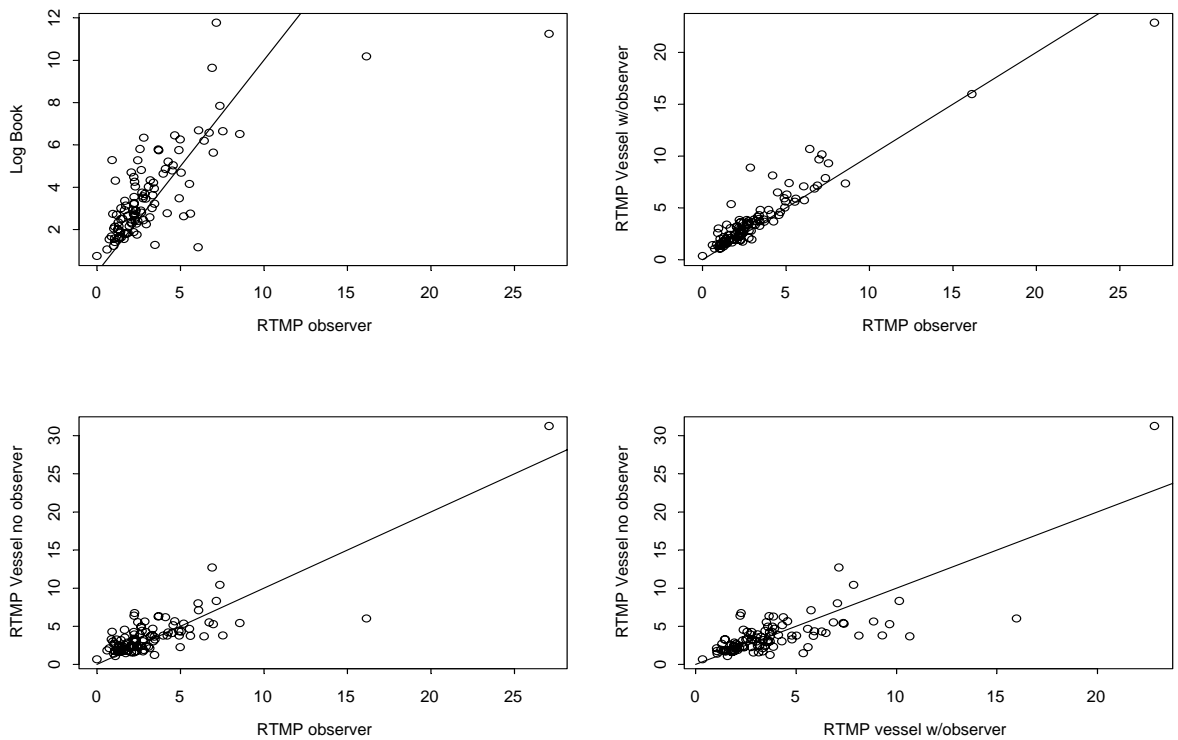 12
10
8
6
4
2
Log Book
0 5 10 15 20 25
RTMP observer
20
15
10
5
0
RTMP Vessel w/observer
0 5 10 15 20 25
RTMP observer
30
25
20
15
10
5
0
RTMP Vessel no observer
0 5 10 15 20 25
RTMP observer
30
25
20
15
10
5
0
RTMP Vessel no observer
0 5 10 15 20
RTMP vessel w/observer